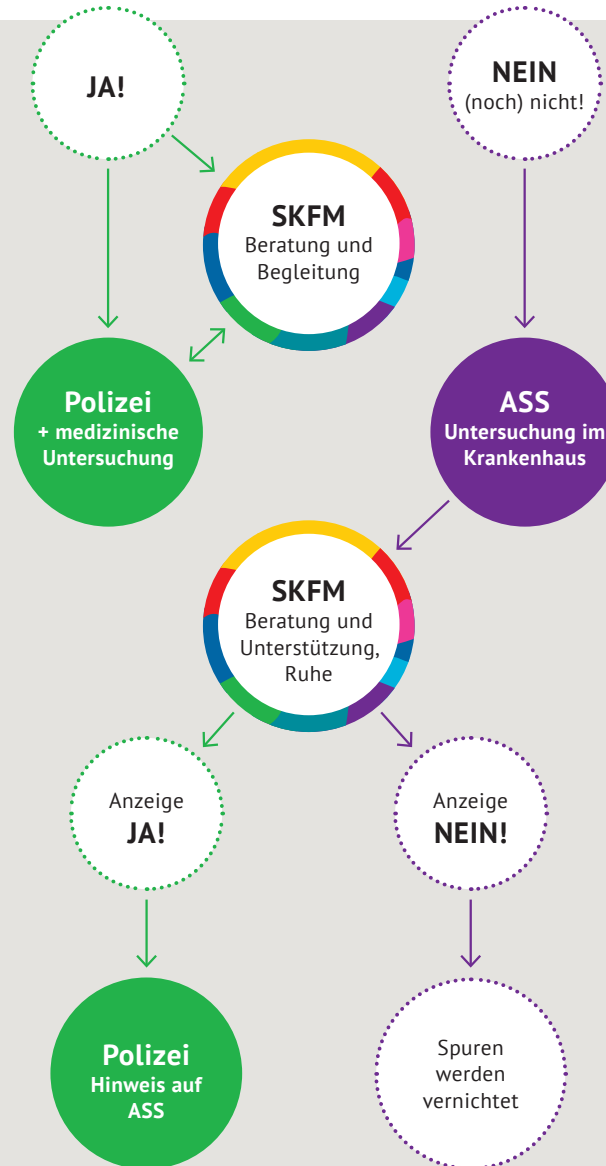 JA!
NEIN
(noch) nicht!
SKFM
Beratung und
Begleitung
Polizei
+ medizinische
Untersuchung
ASS
Untersuchung im
Krankenhaus
SKFM
Beratung und
Unterstützung,
Ruhe
Anzeige
JA!
Anzeige
NEIN!
Polizei
Hinweis auf
ASS
Spuren
werden
vernichtet